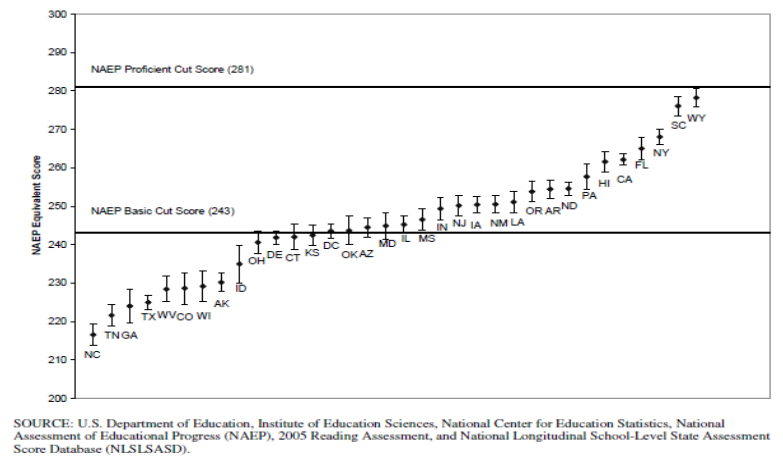 300
290
NAEP Proficient Cut Score (281)
280
SC
WY
270
NY
FL
CA
HI
260
PA
ND
OR AR
NAEP Equivalent Score
250
NAEP Basic Cut Score (243)
IN
NJ
IA
NM
LA
MS
240
OH
DE
CT
KS
DC
OK
AZ
MD
IL
ID
230
AK
TX
WV
CO
WI
220
TN
GA
NC
210
200
SOURCE: U.S. Department of Education, Institute of Education Sciences, National Center for Education Statistics, National
Assessment of Educational Progress (NAEP), 2005 Reading Assessment, and National Longitudinal School-Level State Assessment
Score Database (NLSLSASD).